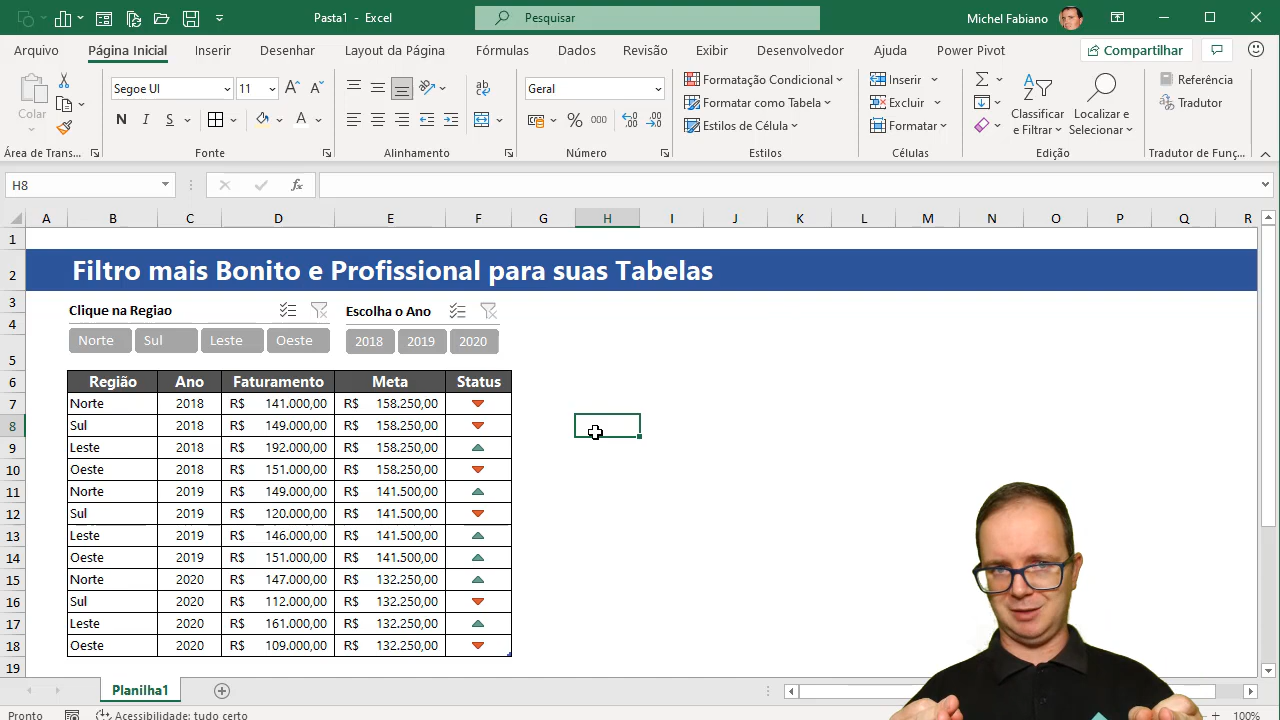 Pasta1 - Excel
Pesquisar
Michel Fabiano
Arquivo Página Inicial Inserir Desenhar Layout da Página Fórmulas Dados Revisão Exibir Desenvolvedor Ajuda Power Pivot Compartilhar
Colar
Segoe UI 11
Geral
Formatação Condicional
Formatar como Tabela
Estilos de Célula
Inserir
Excluir
Formatar
Classificar e Filtrar
Localizar e Selecionar
Referência
Tradutor
Área de Trans... Fonte Alinhamento Número Estilos Células Edição Tradutor de Funç...
H8
A B C D E F G H I J K L M N O P Q R
1
2 Filtro mais Bonito e Profissional para suas Tabelas
3 Clique na Regiao Escolha o Ano
4
5 Norte Sul Leste Oeste 2018 2019 2020
6 Região Ano Faturamento Meta Status
7 Norte 2018 R$ 141.000,00 R$ 158.250,00
8 Sul 2018 R$ 149.000,00 R$ 158.250,00
9 Leste 2018 R$ 192.000,00 R$ 158.250,00
10 Oeste 2018 R$ 151.000,00 R$ 158.250,00
11 Norte 2019 R$ 149.000,00 R$ 141.500,00
12 Sul 2019 R$ 120.000,00 R$ 141.500,00
13 Leste 2019 R$ 146.000,00 R$ 141.500,00
14 Oeste 2019 R$ 151.000,00 R$ 141.500,00
15 Norte 2020 R$ 147.000,00 R$ 132.250,00
16 Sul 2020 R$ 112.000,00 R$ 132.250,00
17 Leste 2020 R$ 161.000,00 R$ 132.250,00
18 Oeste 2020 R$ 109.000,00 R$ 132.250,00
19
Planilha1
Pronto Acessibilidade: tudo certo 100%